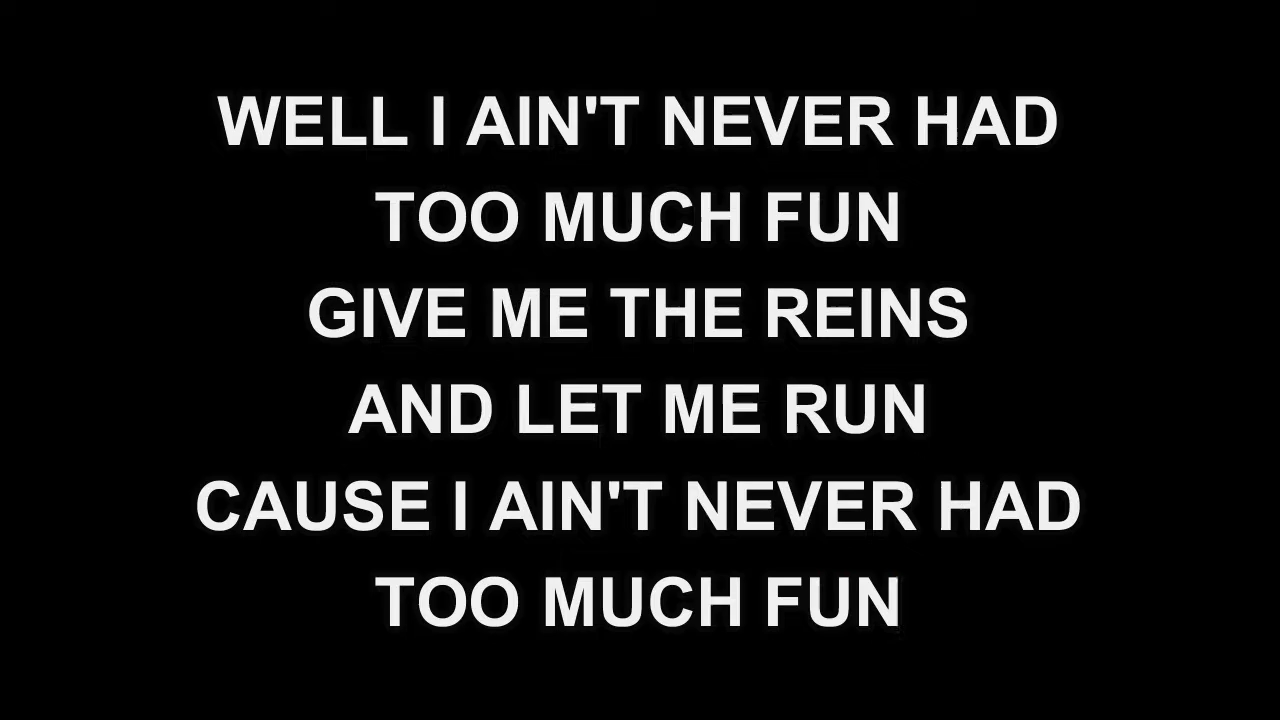 WELL I AIN'T NEVER HAD
TOO MUCH FUN
GIVE ME THE REINS
AND LET ME RUN
CAUSE I AIN'T NEVER HAD
TOO MUCH FUN